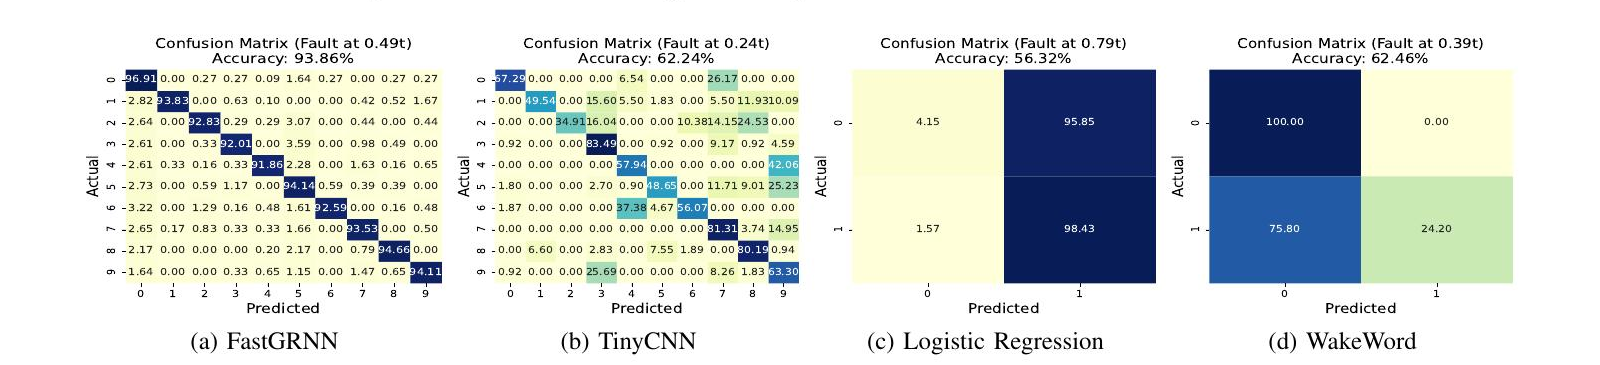 Confusion Matrix (Fault at 0.49t)
Accuracy: 93.86%
Actual
0 96.91 0.00 0.27 0.27 0.09 1.64 0.27 0.00 0.27 0.27
1 2.82 93.83 0.00 0.63 0.10 0.00 0.00 0.42 0.52 1.67
2 2.64 0.00 92.83 0.29 0.29 3.07 0.00 0.44 0.00 0.44
3 2.61 0.00 0.33 92.01 0.00 3.59 0.00 0.98 0.49 0.00
4 2.61 0.33 0.16 0.33 91.86 2.28 0.00 1.63 0.16 0.65
5 2.73 0.00 0.59 1.17 0.00 94.14 0.59 0.39 0.39 0.00
6 3.22 0.00 1.29 0.16 0.48 1.61 92.59 0.00 0.16 0.48
7 2.65 0.17 0.83 0.33 0.33 1.66 0.00 93.53 0.00 0.50
8 2.17 0.00 0.00 0.20 0.00 2.17 0.00 0.79 94.66 0.00
9 1.64 0.00 0.00 0.33 0.65 1.15 0.00 1.47 0.65 94.11
0 1 2 3 4 5 6 7 8 9
Predicted
(a) FastGRNN
Confusion Matrix (Fault at 0.24t)
Accuracy: 62.24%
Actual
0 67.29 0.00 0.00 0.00 6.54 0.00 0.00 26.17 0.00 0.00
1 0.00 49.54 0.00 15.60 5.50 1.83 0.00 5.50 11.93 10.09
2 0.00 0.00 34.91 16.04 0.00 0.00 10.38 14.15 24.53 0.00
3 0.92 0.00 0.00 83.49 0.00 0.92 0.00 9.17 0.92 4.59
4 0.00 0.00 0.00 0.00 57.94 0.00 0.00 0.00 0.00 42.06
5 1.80 0.00 0.00 2.70 0.90 48.65 0.00 11.71 9.01 25.23
6 1.87 0.00 0.00 0.00 37.38 4.67 56.07 0.00 0.00 0.00
7 0.00 0.00 0.00 0.00 0.00 0.00 0.00 81.31 3.74 14.95
8 0.00 6.60 0.00 2.83 0.00 7.55 1.89 0.00 80.19 0.94
9 0.92 0.00 0.00 25.69 0.00 0.00 0.00 8.26 1.83 63.30
0 1 2 3 4 5 6 7 8 9
Predicted
(b) TinyCNN
Confusion Matrix (Fault at 0.79t)
Accuracy: 56.32%
Actual
0 4.15 95.85
1 1.57 98.43
0 1
Predicted
(c) Logistic Regression
Confusion Matrix (Fault at 0.39t)
Accuracy: 62.46%
Actual
0 100.00 0.00
1 75.80 24.20
0 1
Predicted
(d) WakeWord